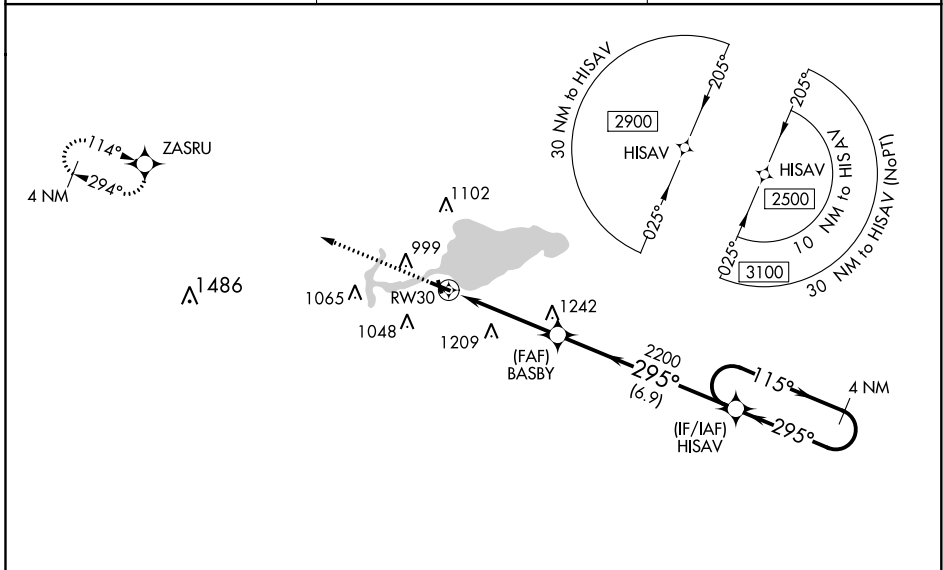 30 NM to HISAV
205°
2900
HISAV
025°
205°
HISAV
2500
10 NM to HISAV
025°
3100
30 NM to HISAV (NoPT)
114°
ZASRU
294°
4 NM
1102
999
1486
1065
RW30
1048
1209
1242
(FAF)
BASBY
2200
295°
(6.9)
115°
4 NM
295°
(IF/IAF)
HISAV